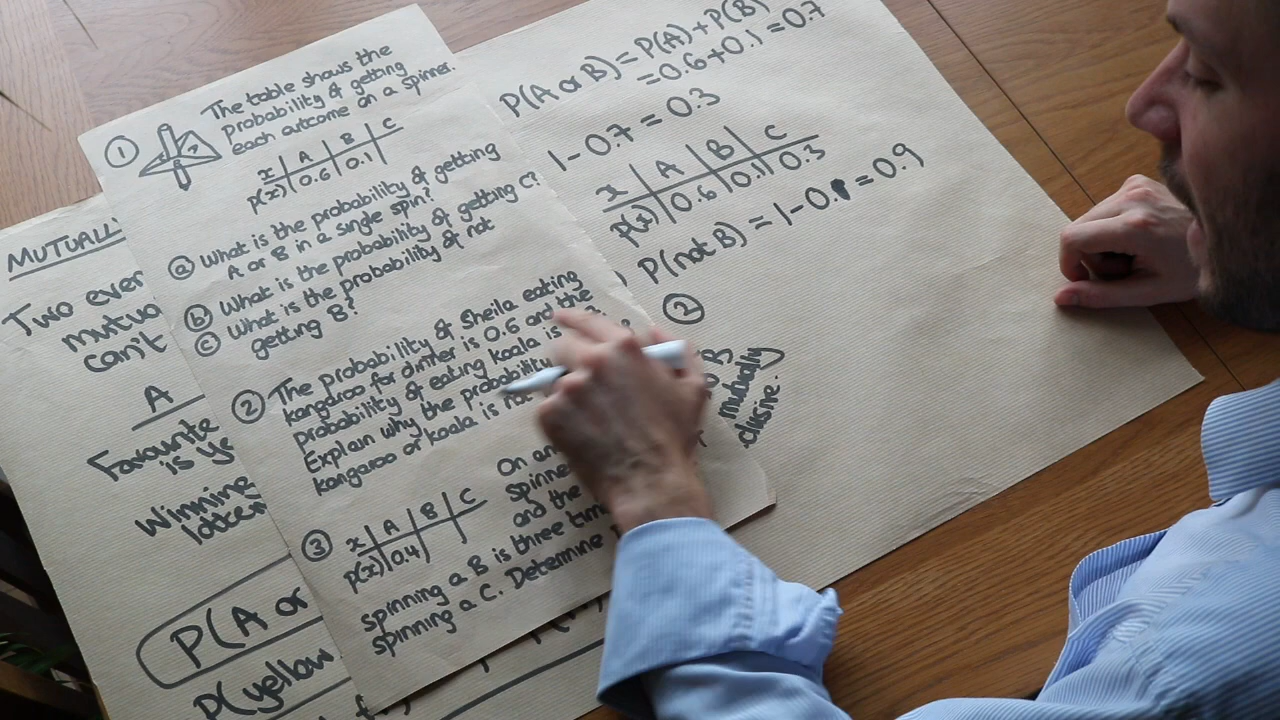 MUTUALL
Two even
mutua
can't
A
Favourite
is ye
Winning
lotter
P(A or
P(yellow
① The table shows the
probability of getting
each outcome on a spinner.
x A B C
p(x) 0.6 0.1
ⓐ What is the probability of getting
A or B in a single spin?
ⓑ What is the probability of getting C?
ⓒ What is the probability of not
getting B?
② The probability of Sheila eating
kangaroo for dinner is 0.6 and the
probability of eating koala is
Explain why the probability
kangaroo or koala is not
③ x A B C
p(x) 0.4
On an
spinne
and the
spinning a B is three tim
spinning a C. Determine
P(A or B) = P(A) + P(B)
= 0.6 + 0.1 = 0.7
1 - 0.7 = 0.3
x A B C
p(x) 0.6 0.1 0.3
P(not B) = 1 - 0.1 = 0.9
②
B
mutually
clusive.